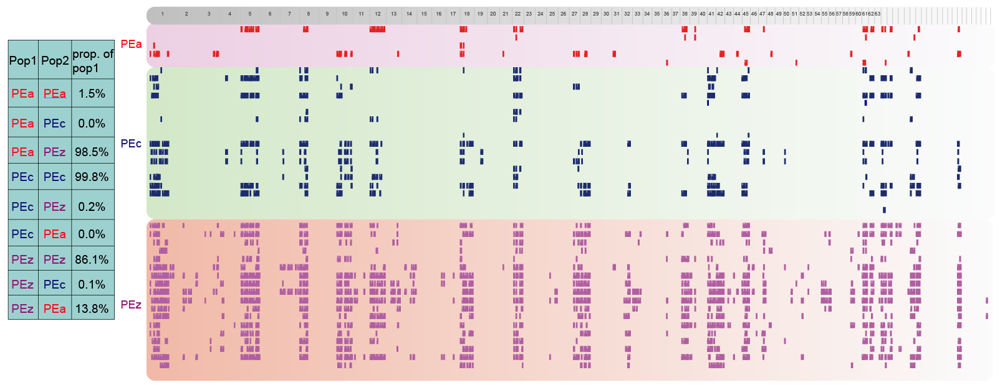 1 2 3 4 5 6 7 8 9 10 11 12 13 14 15 16 17 18 19 20 21 22 23 24 25 26 27 28 29 30 31 32 33 34 35 36 37 38 39 40 41 42 43 44 45 46 47 48 49 50 51 52 53 54 55 56 57 58 59 60 61 62 63
Pop1 Pop2 prop. of
pop1
PEa PEa 1.5%
PEa PEc 0.0%
PEa PEz 98.5%
PEc PEc 99.8%
PEc PEz 0.2%
PEc PEa 0.0%
PEz PEz 86.1%
PEz PEc 0.1%
PEz PEa 13.8%
PEa
PEc
PEz